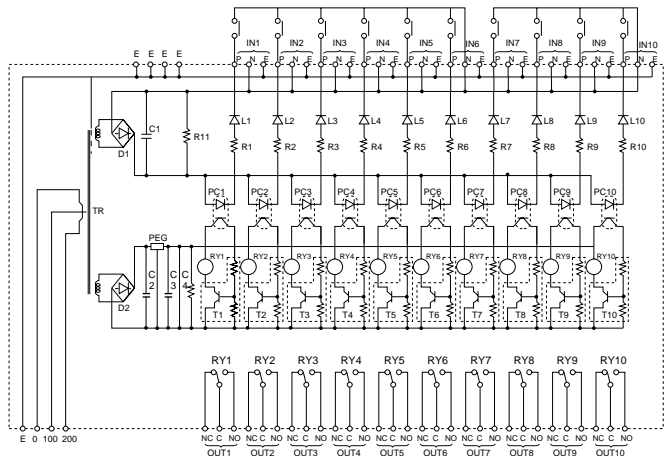 IN1 IN2 IN3 IN4 IN5 IN6 IN7 IN8 IN9 IN10
E E E E
P N E P N E P N E P N E P N E P N E P N E P N E P N E P N E
C1 R11 L1 L2 L3 L4 L5 L6 L7 L8 L9 L10
D1 R1 R2 R3 R4 R5 R6 R7 R8 R9 R10
PC1 PC2 PC3 PC4 PC5 PC6 PC7 PC8 PC9 PC10
TR
PEG
RY1 RY2 RY3 RY4 RY5 RY6 RY7 RY8 RY9 RY10
C2 C3 C4
D2
T1 T2 T3 T4 T5 T6 T7 T8 T9 T10
RY1 RY2 RY3 RY4 RY5 RY6 RY7 RY8 RY9 RY10
E 0 100 200
NC C NO NC C NO NC C NO NC C NO NC C NO NC C NO NC C NO NC C NO NC C NO NC C NO
OUT1 OUT2 OUT3 OUT4 OUT5 OUT6 OUT7 OUT8 OUT9 OUT10